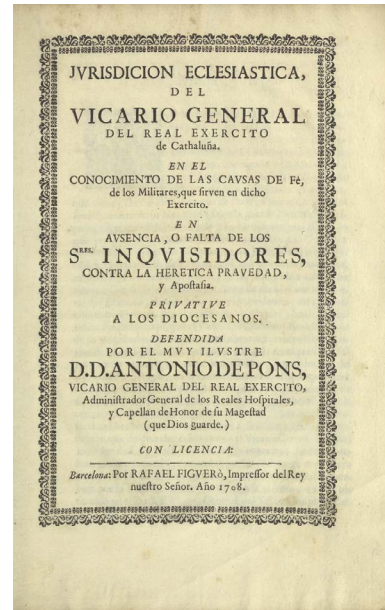 JVRISDICION ECLESIASTICA,
DEL
VICARIO GENERAL
DEL REAL EXERCITO
de Cathaluña.
EN EL
CONOCIMIENTO DE LAS CAVSAS DE Fè,
de los Militares, que ſirven en dicho
Exercito.
EN
AVSENCIA, O FALTA DE LOS
S.RES. INQVISIDORES,
CONTRA LA HERETICA PRAVEDAD,
y Apoſtaſia.
PRIVATIVE
A LOS DIOCESANOS.
DEFENDIDA
POR EL MVY ILVSTRE
D.D.ANTONIO DE PONS,
VICARIO GENERAL DEL REAL EXERCITO,
Adminiſtrador General de los Reales Hoſpitales,
y Capellan de Honor de ſu Mageſtad
(que Dios guarde.)
CON LICENCIA:
Barcelona: Por RAFAEL FIGVERÒ, Impreſſor del Rey
nueſtro Señor. Año 1708.